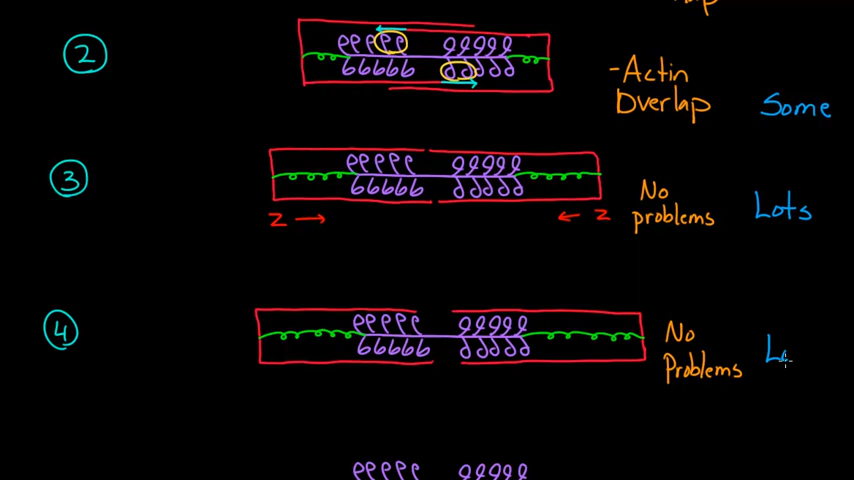 2
-Actin
Overlap
Some
3
No
problems
Lots
Z → ← Z
4
No
Problems